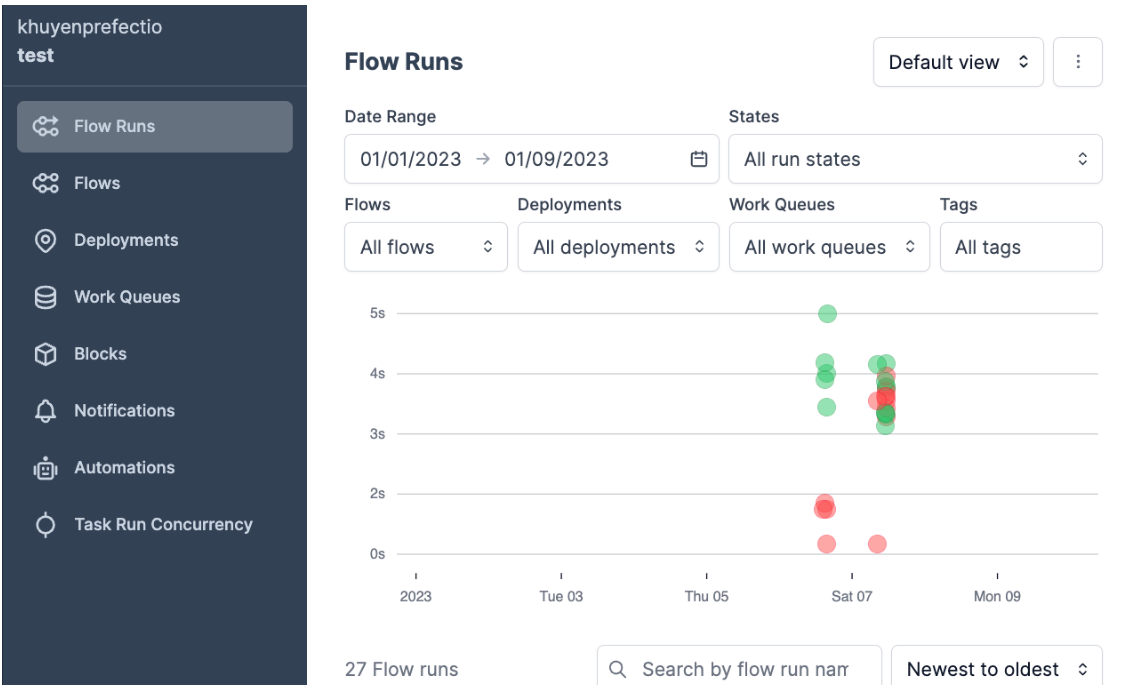 khuyenprefectio
test
Flow Runs
Flows
Deployments
Work Queues
Blocks
Notifications
Automations
Task Run Concurrency
Flow Runs
Default view
Date Range
States
01/01/2023 → 01/09/2023
All run states
Flows
Deployments
Work Queues
Tags
All flows
All deployments
All work queues
All tags
5s
4s
3s
2s
0s
2023
Tue 03
Thu 05
Sat 07
Mon 09
27 Flow runs
Search by flow run nam
Newest to oldest